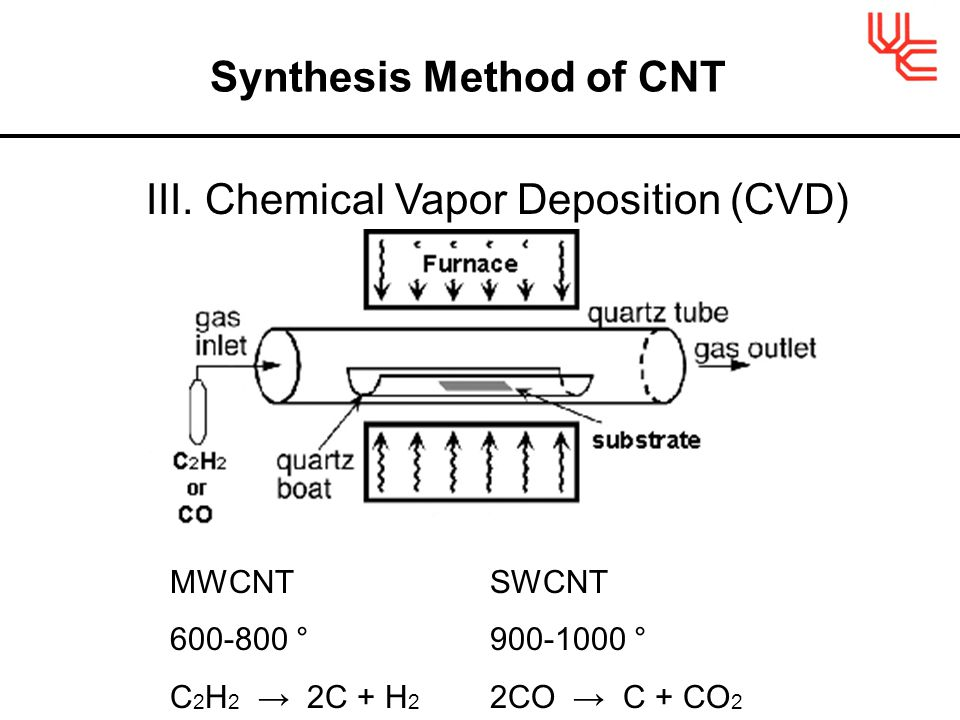 Synthesis Method of CNT
III. Chemical Vapor Deposition (CVD)
Furnace
gas
inlet
quartz tube
gas outlet
C2H2
or
CO
quartz
boat
substrate
MWCNT
SWCNT
600-800 °
900-1000 °
C2H2 → 2C + H2
2CO → C + CO2